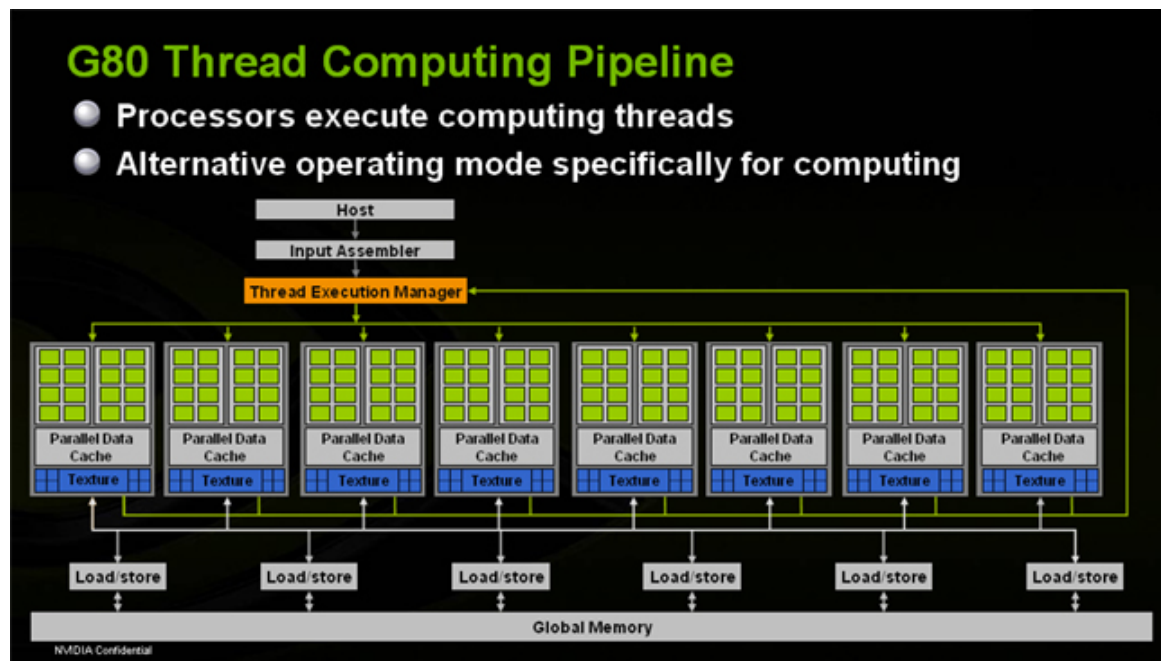 G80 Thread Computing Pipeline
Processors execute computing threads
Alternative operating mode specifically for computing
Host
Input Assembler
Thread Execution Manager
Parallel Data Cache
Parallel Data Cache
Parallel Data Cache
Parallel Data Cache
Parallel Data Cache
Parallel Data Cache
Parallel Data Cache
Parallel Data Cache
Texture
Texture
Texture
Texture
Texture
Texture
Texture
Texture
Load/store
Load/store
Load/store
Load/store
Load/store
Load/store
Global Memory
NVIDIA Confidential